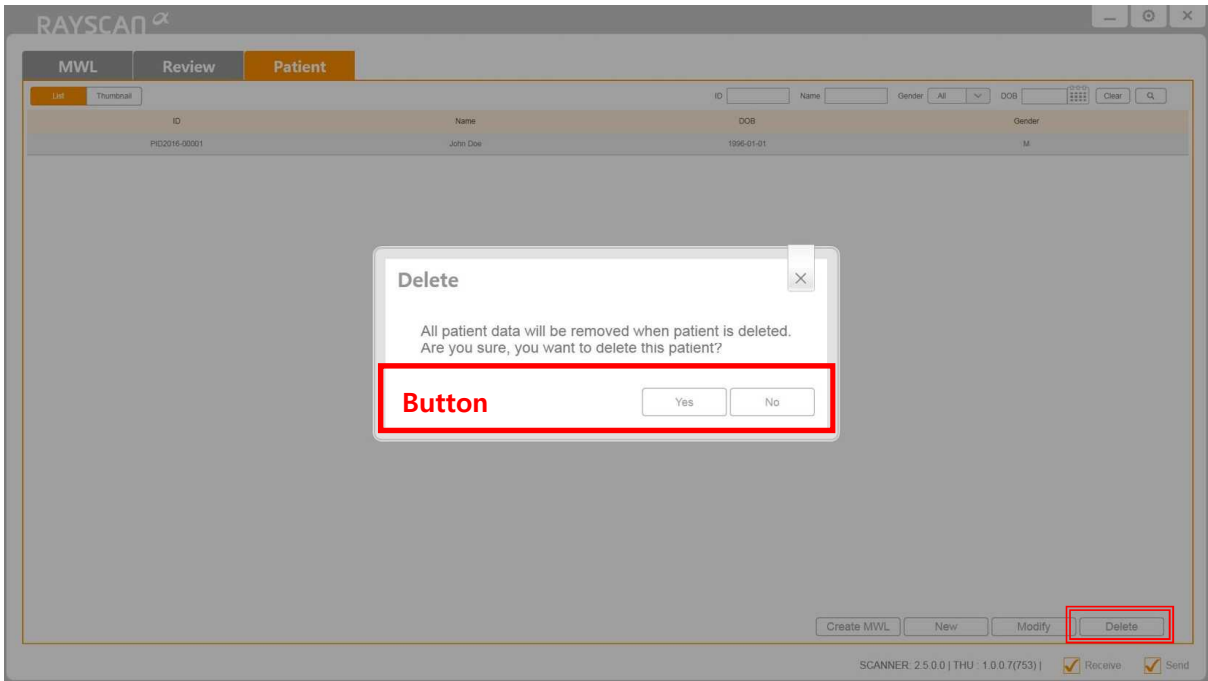 RAYSCAN α
MWL Review Patient
List Thumbnail ID Name Gender All DOB Clear
ID Name DOB Gender
PID2016-00001 John Dow 1996-01-01 M
Delete
All patient data will be removed when patient is deleted.
Are you sure, you want to delete this patient?
Button Yes No
Create MWL New Modify Delete
SCANNER: 2.5.0.0 | THU : 1.0.0.7(753) | Receive Send